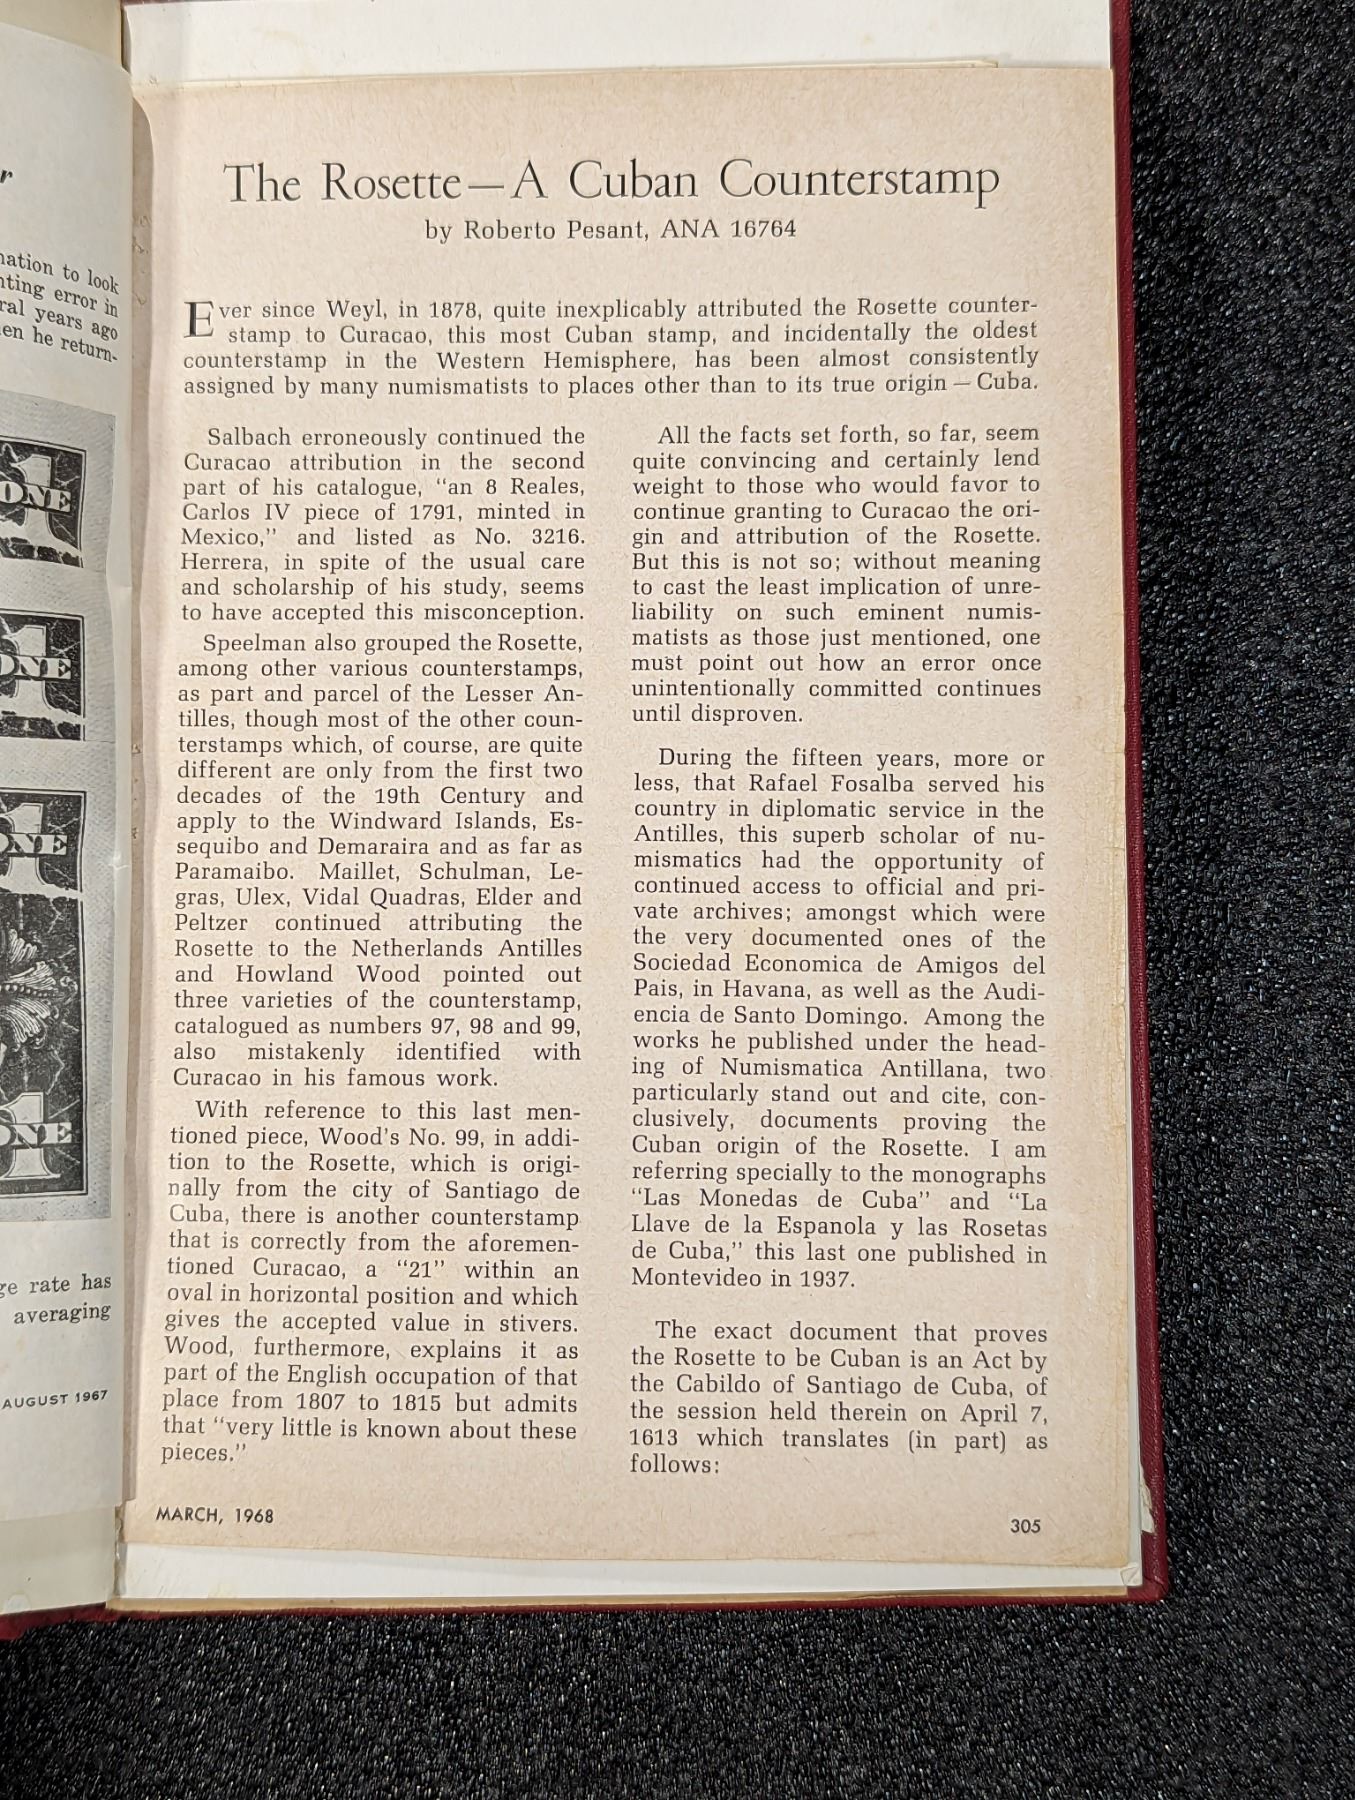 r
ation to look
nting error in
ral years ago
en he return-
ONE
ONE
ONE
ONE
ge rate has
averaging
AUGUST 1967
The Rosette—A Cuban Counterstamp
by Roberto Pesant, ANA 16764
Ever since Weyl, in 1878, quite inexplicably attributed the Rosette counter-
stamp to Curacao, this most Cuban stamp, and incidentally the oldest
counterstamp in the Western Hemisphere, has been almost consistently
assigned by many numismatists to places other than to its true origin — Cuba.
Salbach erroneously continued the
Curacao attribution in the second
part of his catalogue, “an 8 Reales,
Carlos IV piece of 1791, minted in
Mexico,” and listed as No. 3216.
Herrera, in spite of the usual care
and scholarship of his study, seems
to have accepted this misconception.
Speelman also grouped the Rosette,
among other various counterstamps,
as part and parcel of the Lesser An-
tilles, though most of the other coun-
terstamps which, of course, are quite
different are only from the first two
decades of the 19th Century and
apply to the Windward Islands, Es-
sequibo and Demaraira and as far as
Paramaibo. Maillet, Schulman, Le-
gras, Ulex, Vidal Quadras, Elder and
Peltzer continued attributing the
Rosette to the Netherlands Antilles
and Howland Wood pointed out
three varieties of the counterstamp,
catalogued as numbers 97, 98 and 99,
also mistakenly identified with
Curacao in his famous work.
With reference to this last men-
tioned piece, Wood’s No. 99, in addi-
tion to the Rosette, which is origi-
nally from the city of Santiago de
Cuba, there is another counterstamp
that is correctly from the aforemen-
tioned Curacao, a “21” within an
oval in horizontal position and which
gives the accepted value in stivers.
Wood, furthermore, explains it as
part of the English occupation of that
place from 1807 to 1815 but admits
that “very little is known about these
pieces.”
All the facts set forth, so far, seem
quite convincing and certainly lend
weight to those who would favor to
continue granting to Curacao the ori-
gin and attribution of the Rosette.
But this is not so; without meaning
to cast the least implication of unre-
liability on such eminent numis-
matists as those just mentioned, one
must point out how an error once
unintentionally committed continues
until disproven.
During the fifteen years, more or
less, that Rafael Fosalba served his
country in diplomatic service in the
Antilles, this superb scholar of nu-
mismatics had the opportunity of
continued access to official and pri-
vate archives; amongst which were
the very documented ones of the
Sociedad Economica de Amigos del
Pais, in Havana, as well as the Audi-
encia de Santo Domingo. Among the
works he published under the head-
ing of Numismatica Antillana, two
particularly stand out and cite, con-
clusively, documents proving the
Cuban origin of the Rosette. I am
referring specially to the monographs
“Las Monedas de Cuba” and “La
Llave de la Espanola y las Rosetas
de Cuba,” this last one published in
Montevideo in 1937.
The exact document that proves
the Rosette to be Cuban is an Act by
the Cabildo of Santiago de Cuba, of
the session held therein on April 7,
1613 which translates (in part) as
follows:
MARCH, 1968
305